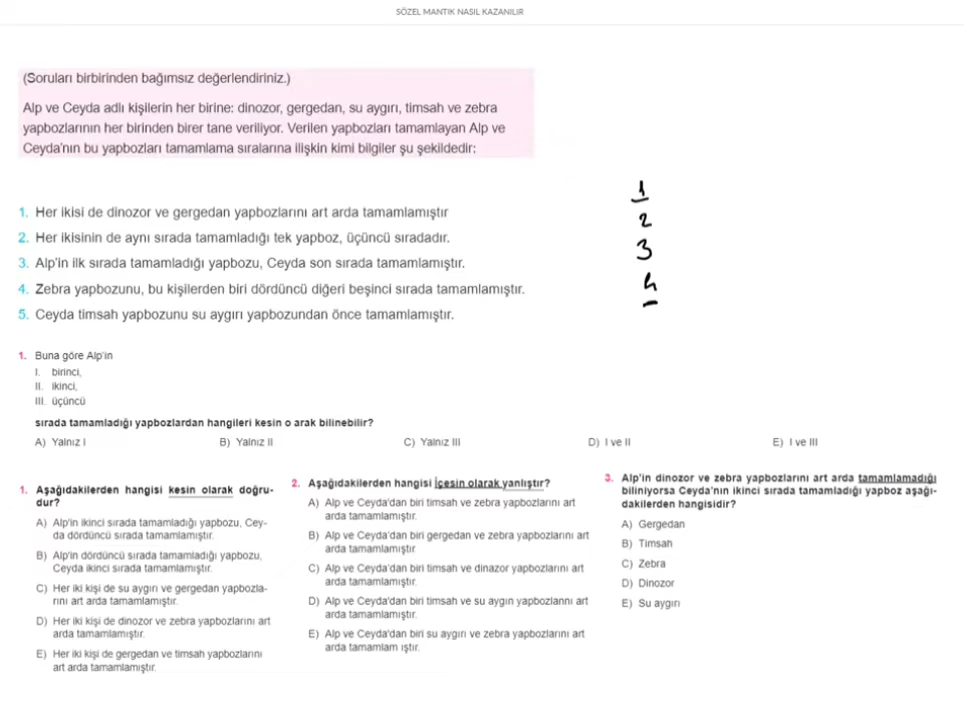 SÖZEL MANTIK NASIL KAZANILIR
(Soruları birbirinden bağımsız değerlendiriniz.)
Alp ve Ceyda adlı kişilerin her birine: dinozor, gergedan, su aygırı, timsah ve zebra
yapbozlarının her birinden birer tane veriliyor. Verilen yapbozları tamamlayan Alp ve
Ceyda'nın bu yapbozları tamamlama sıralarına ilişkin kimi bilgiler şu şekildedir:
1. Her ikisi de dinozor ve gergedan yapbozlarını art arda tamamlamıştır
2. Her ikisinin de aynı sırada tamamladığı tek yapboz, üçüncü sıradadır.
3. Alp'in ilk sırada tamamladığı yapbozu, Ceyda son sırada tamamlamıştır.
4. Zebra yapbozunu, bu kişilerden biri dördüncü diğeri beşinci sırada tamamlamıştır.
5. Ceyda timsah yapbozunu su aygırı yapbozundan önce tamamlamıştır.
1
2
3
4
1. Buna göre Alp'in
I. birinci,
II. ikinci,
III. üçüncü
sırada tamamladığı yapbozlardan hangileri kesin o arak bilinebilir?
A) Yalnız I B) Yalnız II C) Yalnız III D) I ve II E) I ve III
1. Aşağıdakilerden hangisi kesin olarak doğru-
dur?
A) Alp'in ikinci sırada tamamladığı yapbozu, Cey-
da dördüncü sırada tamamlamıştır.
B) Alp'in dördüncü sırada tamamladığı yapbozu,
Ceyda ikinci sırada tamamlamıştır.
C) Her iki kişi de su aygırı ve gergedan yapbozla-
rını art arda tamamlamıştır.
D) Her iki kişi de dinozor ve zebra yapbozlarını art
arda tamamlamıştır.
E) Her iki kişi de gergedan ve timsah yapbozlarını
art arda tamamlamıştır.
2. Aşağıdakilerden hangisi içesin olarak yanlıştır?
A) Alp ve Ceyda'dan biri timsah ve zebra yapbozlarını art
arda tamamlamıştır.
B) Alp ve Ceyda'dan biri gergedan ve zebra yapbozlarını art
arda tamamlamıştır
C) Alp ve Ceyda'dan biri timsah ve dinazor yapbozlarını art
arda tamamlamıştır.
D) Alp ve Ceyda'dan biri timsah ve su aygın yapbozlannı art
arda tamamlamıştır.
E) Alp ve Ceyda'dan biri su aygırı ve zebra yapbozlarını art
arda tamamlam ıştır.
3. Alp'in dinozor ve zebra yapbozlarını art arda tamamlamadığı
biliniyorsa Ceyda'nın ikinci sırada tamamladığı yapboz aşağı-
dakilerden hangisidir?
A) Gergedan
B) Timsah
C) Zebra
D) Dinozor
E) Su aygırı